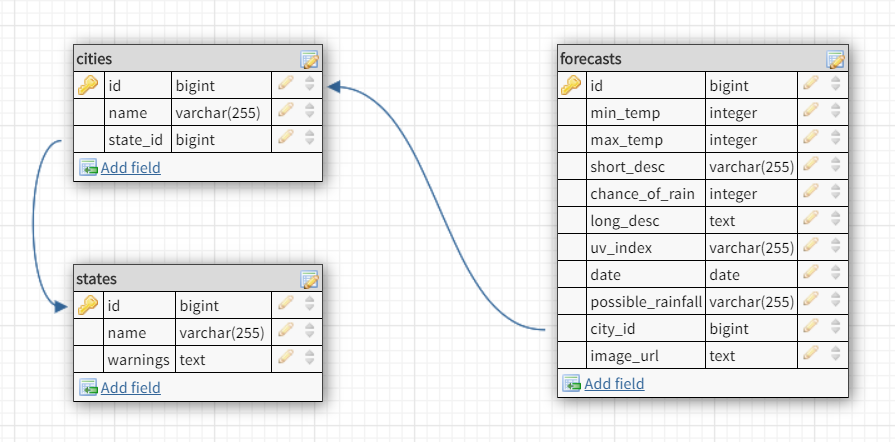 cities
id bigint
name varchar(255)
state_id bigint
Add field
states
id bigint
name varchar(255)
warnings text
Add field
forecasts
id bigint
min_temp integer
max_temp integer
short_desc varchar(255)
chance_of_rain integer
long_desc text
uv_index varchar(255)
date date
possible_rainfall varchar(255)
city_id bigint
image_url text
Add field